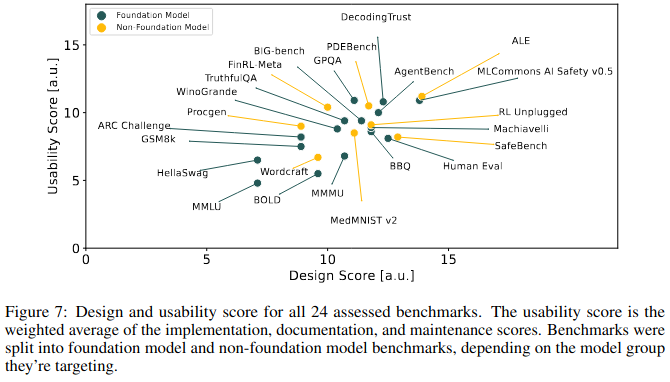 Foundation Model
Non-Foundation Model
DecodingTrust
ALE
BIG-bench
PDEBench
GPQA
FinRL-Meta
AgentBench
MLCommons AI Safety v0.5
TruthfulQA
WinoGrande
Procgen
RL Unplugged
ARC Challenge
Machiavelli
GSM8k
SafeBench
HellaSwag
Wordcraft
BBQ
Human Eval
MMMU
BOLD
MMLU
MedMNIST v2
15
10
5
0
Usability Score [a.u.]
0 5 10 15
Design Score [a.u.]
Figure 7: Design and usability score for all 24 assessed benchmarks. The usability score is the
weighted average of the implementation, documentation, and maintenance scores. Benchmarks were
split into foundation model and non-foundation model benchmarks, depending on the model group
they're targeting.